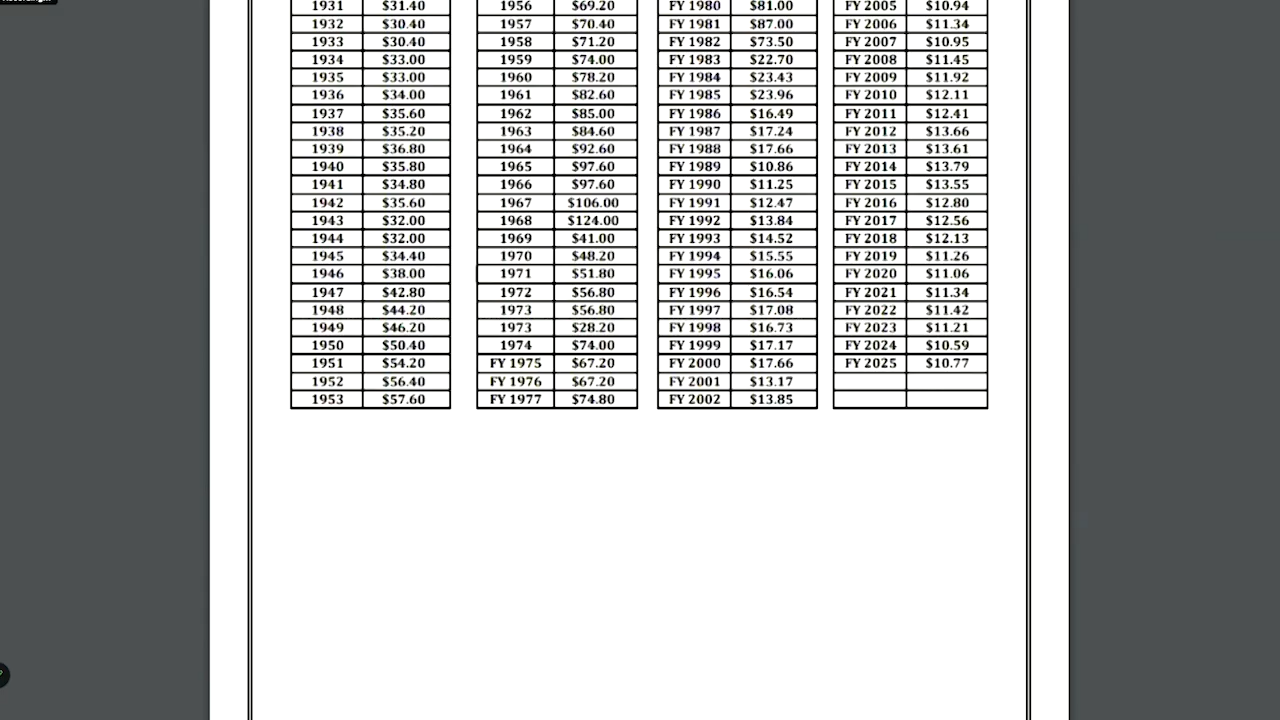 1931 $31.40 1956 $69.20 FY 1980 $81.00 FY 2005 $10.94
1932 $30.40 1957 $70.40 FY 1981 $87.00 FY 2006 $11.34
1933 $30.40 1958 $71.20 FY 1982 $73.50 FY 2007 $10.95
1934 $33.00 1959 $74.00 FY 1983 $22.70 FY 2008 $11.45
1935 $33.00 1960 $78.20 FY 1984 $23.43 FY 2009 $11.92
1936 $34.00 1961 $82.60 FY 1985 $23.96 FY 2010 $12.11
1937 $35.60 1962 $85.00 FY 1986 $16.49 FY 2011 $12.41
1938 $35.20 1963 $84.60 FY 1987 $17.24 FY 2012 $13.66
1939 $36.80 1964 $92.60 FY 1988 $17.66 FY 2013 $13.61
1940 $35.80 1965 $97.60 FY 1989 $10.86 FY 2014 $13.79
1941 $34.80 1966 $97.60 FY 1990 $11.25 FY 2015 $13.55
1942 $35.60 1967 $106.00 FY 1991 $12.47 FY 2016 $12.80
1943 $32.00 1968 $124.00 FY 1992 $13.84 FY 2017 $12.56
1944 $32.00 1969 $41.00 FY 1993 $14.52 FY 2018 $12.13
1945 $34.40 1970 $48.20 FY 1994 $15.55 FY 2019 $11.26
1946 $38.00 1971 $51.80 FY 1995 $16.06 FY 2020 $11.06
1947 $42.80 1972 $56.80 FY 1996 $16.54 FY 2021 $11.34
1948 $44.20 1973 $56.80 FY 1997 $17.08 FY 2022 $11.42
1949 $46.20 1973 $28.20 FY 1998 $16.73 FY 2023 $11.21
1950 $50.40 1974 $74.00 FY 1999 $17.17 FY 2024 $10.59
1951 $54.20 FY 1975 $67.20 FY 2000 $17.66 FY 2025 $10.77
1952 $56.40 FY 1976 $67.20 FY 2001 $13.17
1953 $57.60 FY 1977 $74.80 FY 2002 $13.85